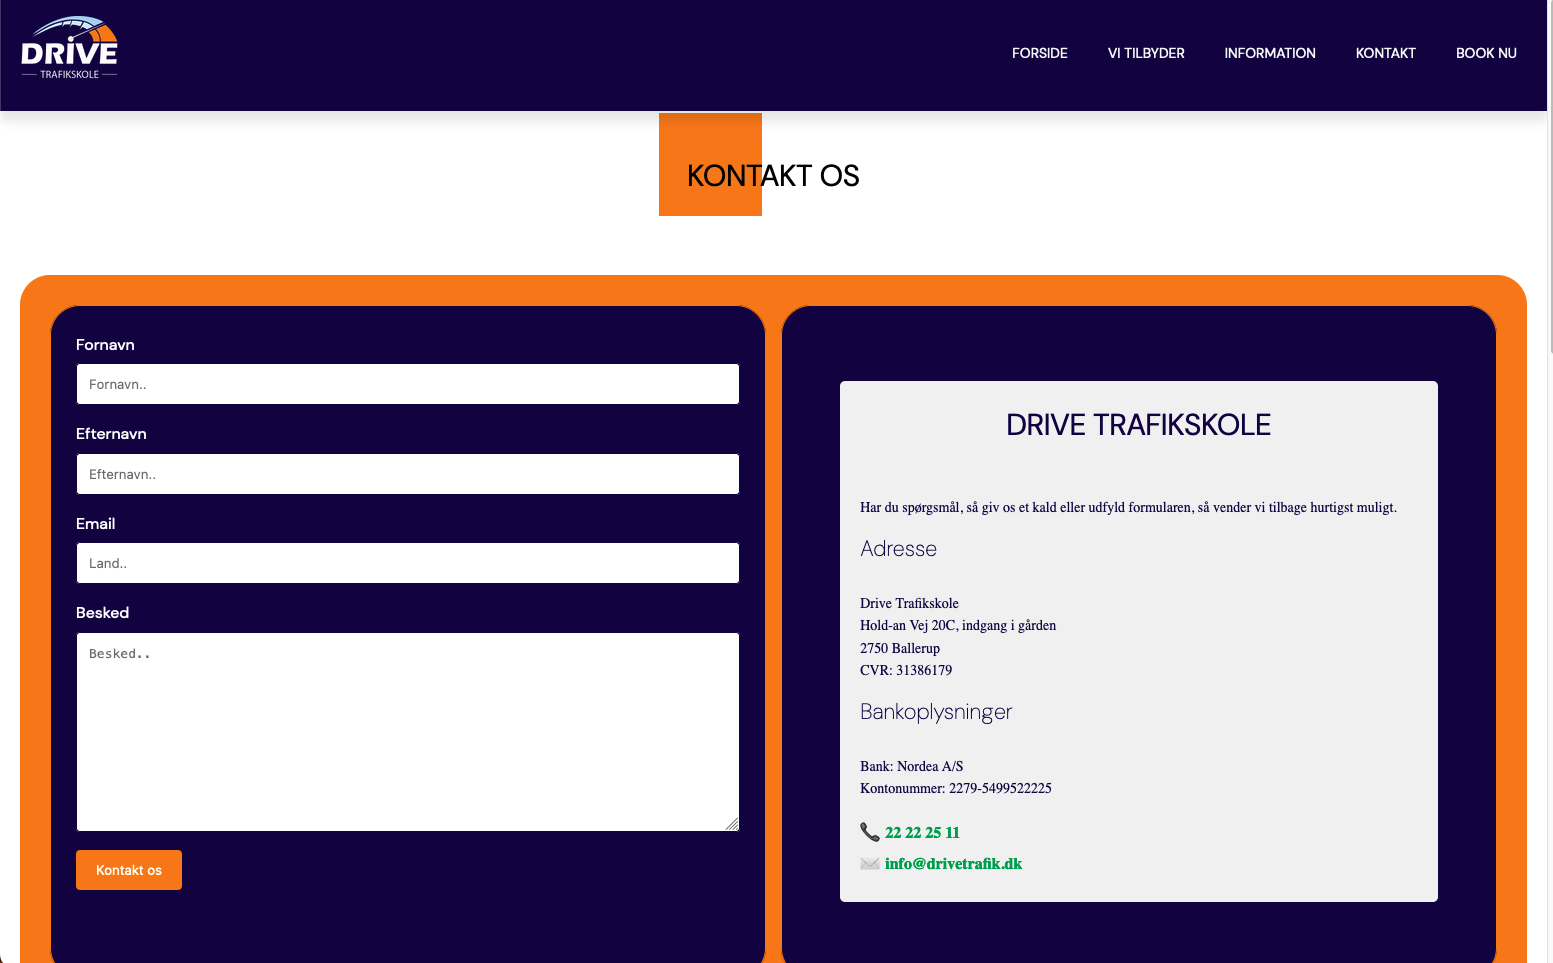 DRIVE
TRAFIKSKOLE
FORSIDE
VI TILBYDER
INFORMATION
KONTAKT
BOOK NU
KONTAKT OS
Fornavn
Fornavn..
Efternavn
Efternavn..
Email
Land..
Besked
Besked..
Kontakt os
DRIVE TRAFIKSKOLE
Har du spørgsmål, så giv os et kald eller udfyld formularen, så vender vi tilbage hurtigst muligt.
Adresse
Drive Trafikskole
Hold-an Vej 20C, indgang i gården
2750 Ballerup
CVR: 31386179
Bankoplysninger
Bank: Nordea A/S
Kontonummer: 2279-5499522225
22 22 25 11
info@drivetrafik.dk